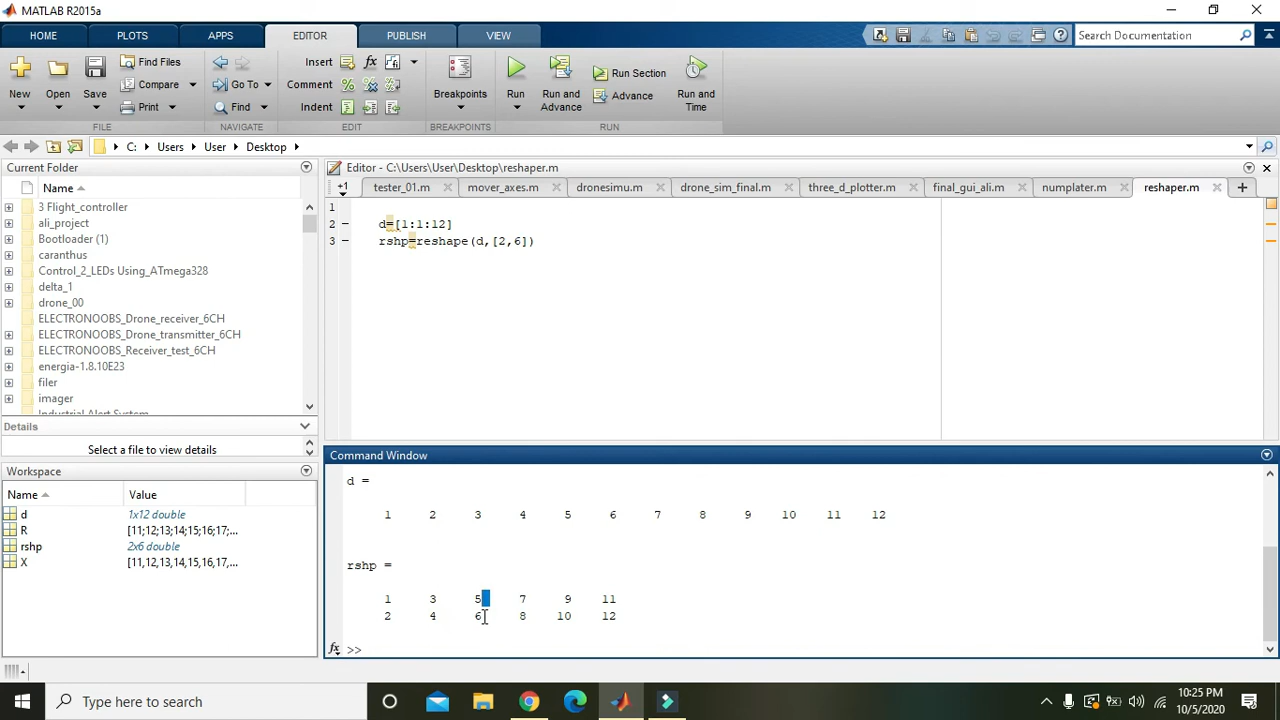 MATLAB R2015a
HOME PLOTS APPS EDITOR PUBLISH VIEW Search Documentation
New Open Save Find Files Compare Print
Go To Find
Insert fx Comment % Indent
Breakpoints
Run Run and Advance Run Section Advance Run and Time
FILE NAVIGATE EDIT BREAKPOINTS RUN
C: Users User Desktop
Current Folder
Name
3 Flight_controller
ali_project
Bootloader (1)
caranthus
Control_2_LEDs Using_ATmega328
delta_1
drone_00
ELECTRONOOBS_Drone_receiver_6CH
ELECTRONOOBS_Drone_transmitter_6CH
ELECTRONOOBS_Receiver_test_6CH
energia-1.8.10E23
filer
imager
Industrial Alert System
Details
Select a file to view details
Workspace
Name Value
d 1x12 double
R [11;12;13;14;15;16;17;...
rshp 2x6 double
X [11,12,13,14,15,16,17,...
Editor - C:\Users\User\Desktop\reshaper.m
+1 tester_01.m mover_axes.m dronesimu.m drone_sim_final.m three_d_plotter.m final_gui_ali.m numplater.m reshaper.m
1
2 d=[1:1:12]
3 rshp=reshape(d,[2,6])
Command Window
d =
1 2 3 4 5 6 7 8 9 10 11 12
rshp =
1 3 5 7 9 11
2 4 6 8 10 12
fx >>
Type here to search
10:25 PM
10/5/2020